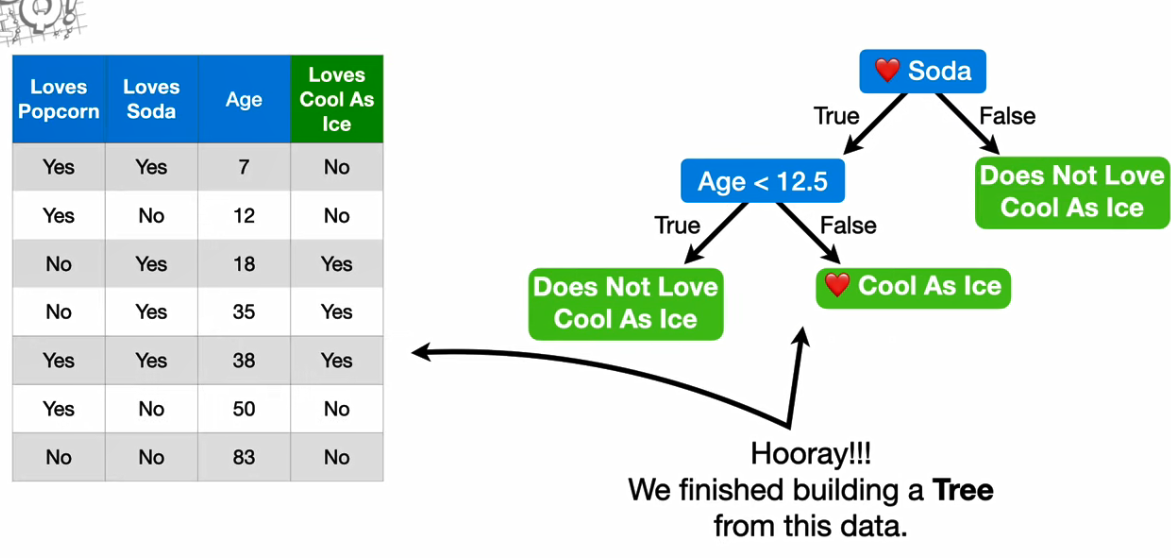 Loves Popcorn	Loves Soda	Age	Loves Cool As Ice
Yes	Yes	7	No
Yes	No	12	No
No	Yes	18	Yes
No	Yes	35	Yes
Yes	Yes	38	Yes
Yes	No	50	No
No	No	83	No
❤️ Soda
True
False
Age < 12.5
Does Not Love
Cool As Ice
True
False
Does Not Love
Cool As Ice
❤️ Cool As Ice
Hooray!!!
We finished building a Tree
from this data.